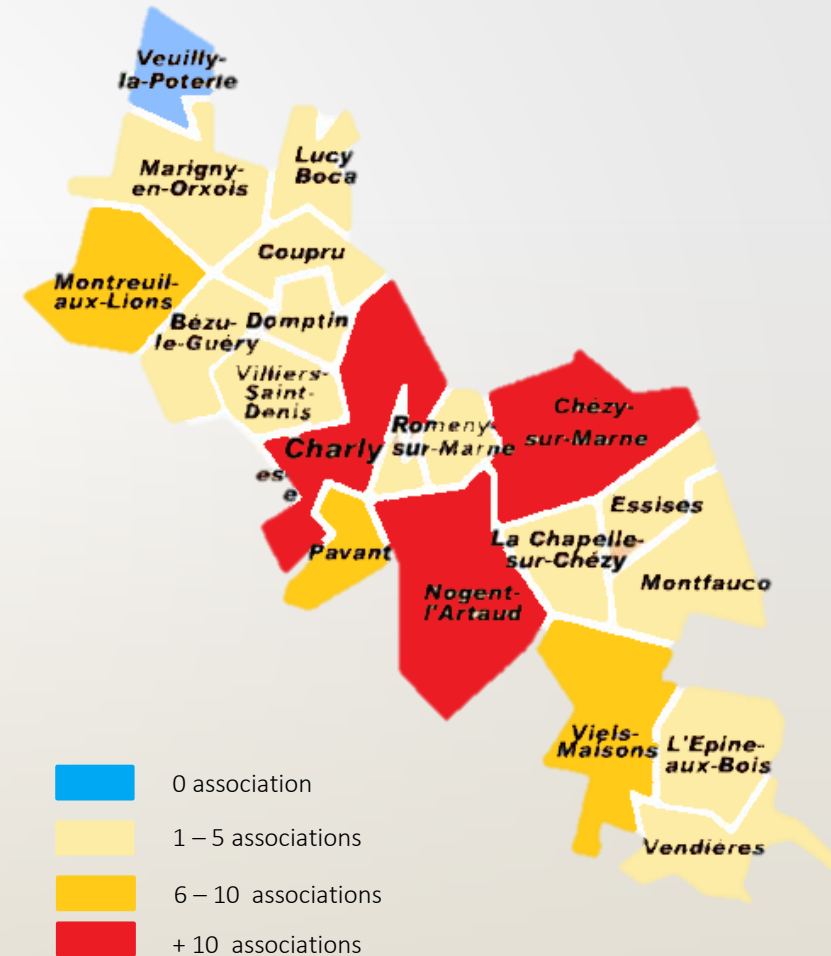 Veuilly-
la-Poterie
Lucy
Boca
Marigny-
en-Orxois
Coupru
Montreuil-
aux-Lions
Bézu-
le-Guéry
Domptin
Villiers-
Saint-
Denis
Charly
Romeny-
sur-Marne
Chézy-
sur-Marne
es
e
Essises
Pavant
La Chapelle-
sur-Chézy
Montfauco
Nogent-
l'Artaud
Viels-
Maisons
L'Epine-
aux-Bois
Vendières
0 association
1 – 5 associations
6 – 10 associations
+ 10 associations